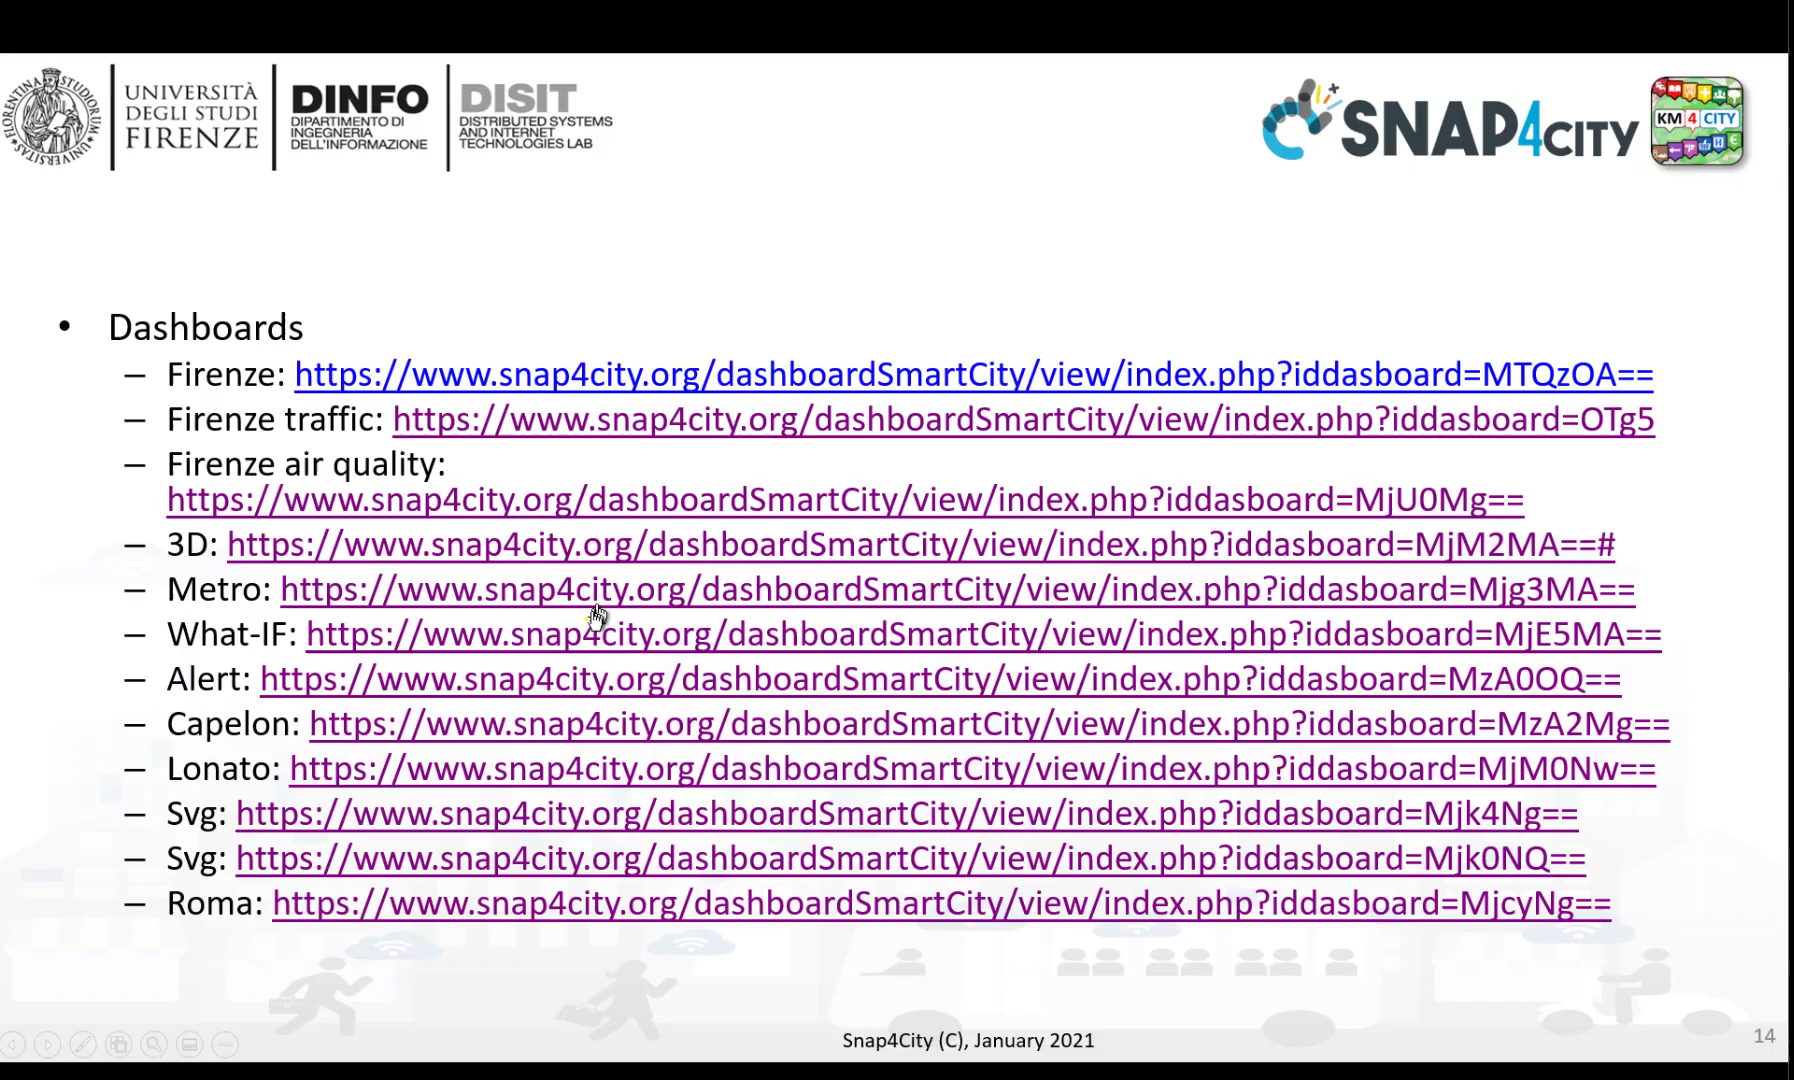 UNIVERSITÀ
DEGLI STUDI
FIRENZE
DINFO
DIPARTIMENTO DI
INGEGNERIA
DELL'INFORMAZIONE
DISIT
DISTRIBUTED SYSTEMS
AND INTERNET
TECHNOLOGIES LAB
SNAP4CITY
KM 4 CITY
• Dashboards
– Firenze: https://www.snap4city.org/dashboardSmartCity/view/index.php?iddasboard=MTQzOA==
– Firenze traffic: https://www.snap4city.org/dashboardSmartCity/view/index.php?iddasboard=OTg5
– Firenze air quality:
https://www.snap4city.org/dashboardSmartCity/view/index.php?iddasboard=MjU0Mg==
– 3D: https://www.snap4city.org/dashboardSmartCity/view/index.php?iddasboard=MjM2MA==#
– Metro: https://www.snap4city.org/dashboardSmartCity/view/index.php?iddasboard=Mjg3MA==
– What-IF: https://www.snap4city.org/dashboardSmartCity/view/index.php?iddasboard=MjE5MA==
– Alert: https://www.snap4city.org/dashboardSmartCity/view/index.php?iddasboard=MzA0OQ==
– Capelon: https://www.snap4city.org/dashboardSmartCity/view/index.php?iddasboard=MzA2Mg==
– Lonato: https://www.snap4city.org/dashboardSmartCity/view/index.php?iddasboard=MjM0Nw==
– Svg: https://www.snap4city.org/dashboardSmartCity/view/index.php?iddasboard=Mjk4Ng==
– Svg: https://www.snap4city.org/dashboardSmartCity/view/index.php?iddasboard=Mjk0NQ==
– Roma: https://www.snap4city.org/dashboardSmartCity/view/index.php?iddasboard=MjcyNg==
Snap4City (C), January 2021
14